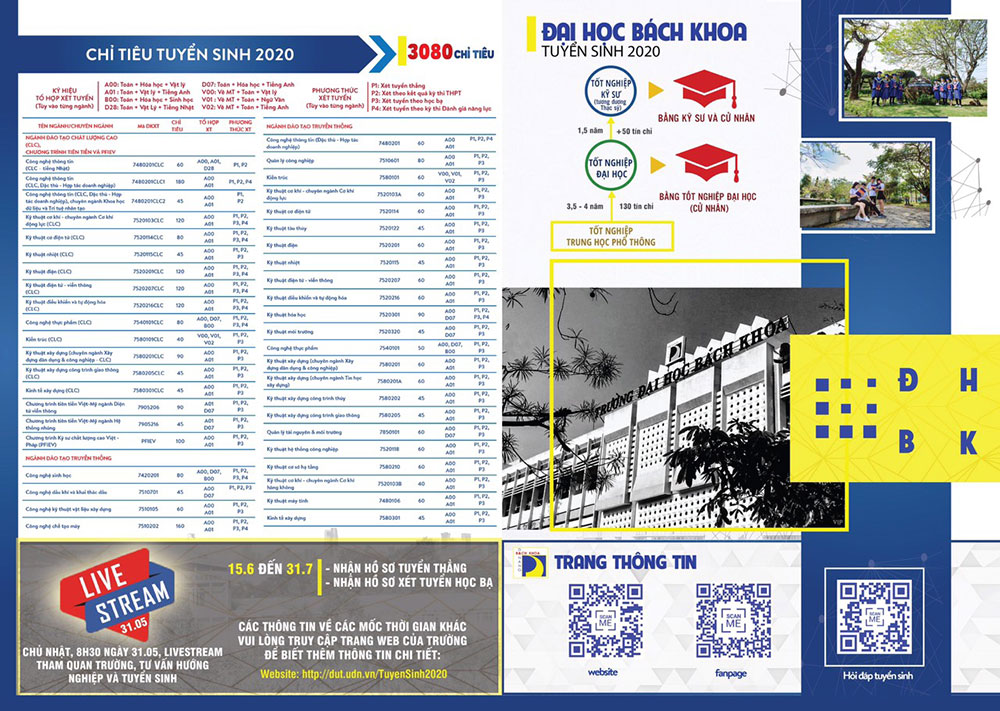 CHỈ TIÊU TUYỂN SINH 2020
3080 CHỈ TIÊU
KÝ HIỆU
TỔ HỢP XÉT TUYỂN
(Tùy vào từng ngành)
A00: Toán + Hóa học + Vật lý
A01: Toán + Vật lý + Tiếng Anh
B00: Toán + Hóa học + Sinh học
D28: Toán + Vật Lý + Tiếng Nhật
D07: Toán + Hóa học + Tiếng Anh
V00: Vẽ MT + Toán + Vật lý
V01: Vẽ MT + Toán + Ngữ Văn
V02: Vẽ MT + Toán + Tiếng Anh
PHƯƠNG THỨC
XÉT TUYỂN
(Tùy vào từng ngành)
P1: Xét tuyển thẳng
P2: Xét theo kết quả kỳ thi THPT
P3: Xét tuyển theo học bạ
P4: Xét tuyển theo kỳ thi Đánh giá năng lực
TÊN NGÀNH/CHUYÊN NGÀNH Mã ĐKXT CHỈ TIÊU TỔ HỢP XT PHƯƠNG THỨC XT
NGÀNH ĐÀO TẠO CHẤT LƯỢNG CAO
(CLC),
CHƯƠNG TRÌNH TIÊN TIẾN VÀ PFIEV
Công nghệ thông tin (CLC - tiếng Nhật) 7480201CLC 60 A00, A01, D28 P1, P2
Công nghệ thông tin (CLC, Đặc thù - Hợp tác doanh nghiệp) 7480201CLC1 180 A00 A01 P1, P2, P4
Công nghệ thông tin (CLC, Đặc thù - Hợp tác doanh nghiệp), chuyên ngành Khoa học dữ liệu và Trí tuệ nhân tạo 7480201CLC2 45 A00 A01 P1, P2
Kỹ thuật cơ khí - chuyên ngành Cơ khí động lực (CLC) 7520103CLC 120 A00 A01 P1, P2, P3, P4
Kỹ thuật cơ điện tử (CLC) 7520114CLC 80 A00 A01 P1, P2, P3, P4
Kỹ thuật nhiệt (CLC) 7520115CLC 45 A00 A01 P1, P2, P3
Kỹ thuật điện (CLC) 7520201CLC 120 A00 A01 P1, P2, P3, P4
Kỹ thuật điện tử - viễn thông (CLC) 7520207CLC 120 A00 A01 P1, P2, P3, P4
Kỹ thuật điều khiển và tự động hóa (CLC) 7520216CLC 120 A00 A01 P1, P2, P3, P4
Công nghệ thực phẩm (CLC) 7540101CLC 80 A00, D07, B00 P1, P2, P3, P4
Kiến trúc (CLC) 7580101CLC 40 V00, V01, V02 P1, P2, P3
Kỹ thuật xây dựng (chuyên ngành Xây dựng dân dụng & công nghiệp - CLC) 7580201CLC 90 A00 A01 P1, P2, P3
Kỹ thuật xây dựng công trình giao thông (CLC) 7580205CLC 45 A00 A01 P1, P2, P3
Kinh tế xây dựng (CLC) 7580301CLC 45 A00 A01 P1, P2, P3
Chương trình tiên tiến Việt-Mỹ ngành Điện tử viễn thông 7905206 90 A01 D07 P1, P2, P3
Chương trình tiên tiến Việt-Mỹ ngành Hệ thống nhúng 7905216 45 A01 D07 P1, P2, P3
Chương trình Kỹ sư chất lượng cao Việt - Pháp (PFIEV) PFIEV 100 A00 A01 P1, P2, P3
NGÀNH ĐÀO TẠO TRUYỀN THỐNG
Công nghệ sinh học 7420201 80 A00, D07, B00 P1, P2, P3, P4
Công nghệ dầu khí và khai thác dầu 7510701 45 A00 D07 P1, P2, P3
Công nghệ kỹ thuật vật liệu xây dựng 7510105 60 A00 A01 P1, P2, P3
Công nghệ chế tạo máy 7510202 160 A00 A01 P1, P2, P3, P4
NGÀNH ĐÀO TẠO TRUYỀN THỐNG
Công nghệ thông tin (Đặc thù - Hợp tác doanh nghiệp) 7480201 60 A00 A01 P1, P2, P4
Quản lý công nghiệp 7510601 80 A00 A01 P1, P2, P3
Kiến trúc 7580101 60 V00, V01, V02 P1, P2, P3
Kỹ thuật cơ khí - chuyên ngành Cơ khí động lực 7520103A 60 A00 A01 P1, P2, P3
Kỹ thuật cơ điện tử 7520114 60 A00 A01 P1, P2, P3
Kỹ thuật tàu thủy 7520122 45 A00 A01 P1, P2, P3
Kỹ thuật điện 7520201 60 A00 A01 P1, P2, P3
Kỹ thuật nhiệt 7520115 45 A00 A01 P1, P2, P3
Kỹ thuật điện tử - viễn thông 7520207 60 A00 A01 P1, P2, P3
Kỹ thuật điều khiển và tự động hóa 7520216 60 A00 A01 P1, P2, P3
Kỹ thuật hóa học 7520301 90 A00 D07 P1, P2, P3
Kỹ thuật môi trường 7520320 45 A00 D07 P1, P2, P3
Công nghệ thực phẩm 7540101 50 A00, D07, B00 P1, P2, P3
Kỹ thuật xây dựng (chuyên ngành Xây dựng dân dụng & công nghiệp) 7580201 60 A00 A01 P1, P2, P3
Kỹ thuật xây dựng (chuyên ngành Tin học xây dựng) 7580201A 60 A00 A01 P1, P2, P3
Kỹ thuật xây dựng công trình thủy 7580202 45 A00 A01 P1, P2, P3
Kỹ thuật xây dựng công trình giao thông 7580205 45 A00 A01 P1, P2, P3
Quản lý tài nguyên & môi trường 7850101 60 A00 D07 P1, P2, P3
Kỹ thuật hệ thống công nghiệp 7520118 60 A00 A01 P1, P2, P3
Kỹ thuật cơ sở hạ tầng 7580210 60 A00 A01 P1, P2, P3
Kỹ thuật cơ khí - chuyên ngành Cơ khí hàng không 7520103B 40 A00 A01 P1, P2, P3
Kỹ thuật máy tính 7480106 60 A00 A01 P1, P2, P3
Kinh tế xây dựng 7580301 45 A00 A01 P1, P2, P3
LIVE
STREAM
31.05
CHỦ NHẬT, 8H30 NGÀY 31.05, LIVESTREAM
THAM QUAN TRƯỜNG, TƯ VẤN HƯỚNG
NGHIỆP VÀ TUYỂN SINH
15.6 ĐẾN 31.7
- NHẬN HỒ SƠ TUYỂN THẲNG
- NHẬN HỒ SƠ XÉT TUYỂN HỌC BẠ
CÁC THÔNG TIN VỀ CÁC MỐC THỜI GIAN KHÁC
VUI LÒNG TRUY CẬP TRANG WEB CỦA TRƯỜNG
ĐỂ BIẾT THÊM THÔNG TIN CHI TIẾT:
Website: http://dut.udn.vn/TuyenSinh2020
ĐẠI HỌC BÁCH KHOA
TUYỂN SINH 2020
TỐT NGHIỆP
KỸ SƯ
(tương đương
Thạc sỹ)
BẰNG KỸ SƯ VÀ CỬ NHÂN
1,5 năm +50 tín chỉ
TỐT NGHIỆP
ĐẠI HỌC
BẰNG TỐT NGHIỆP ĐẠI HỌC
(CỬ NHÂN)
3,5 - 4 năm 130 tín chỉ
TỐT NGHIỆP
TRUNG HỌC PHỔ THÔNG
TRƯỜNG ĐẠI HỌC BÁCH KHOA
VIP
Đ H
B K
BÁCH KHOA
TRANG THÔNG TIN
SCAN
ME
website
SCAN
ME
fanpage
SCAN
ME
Hỏi đáp tuyển sinh